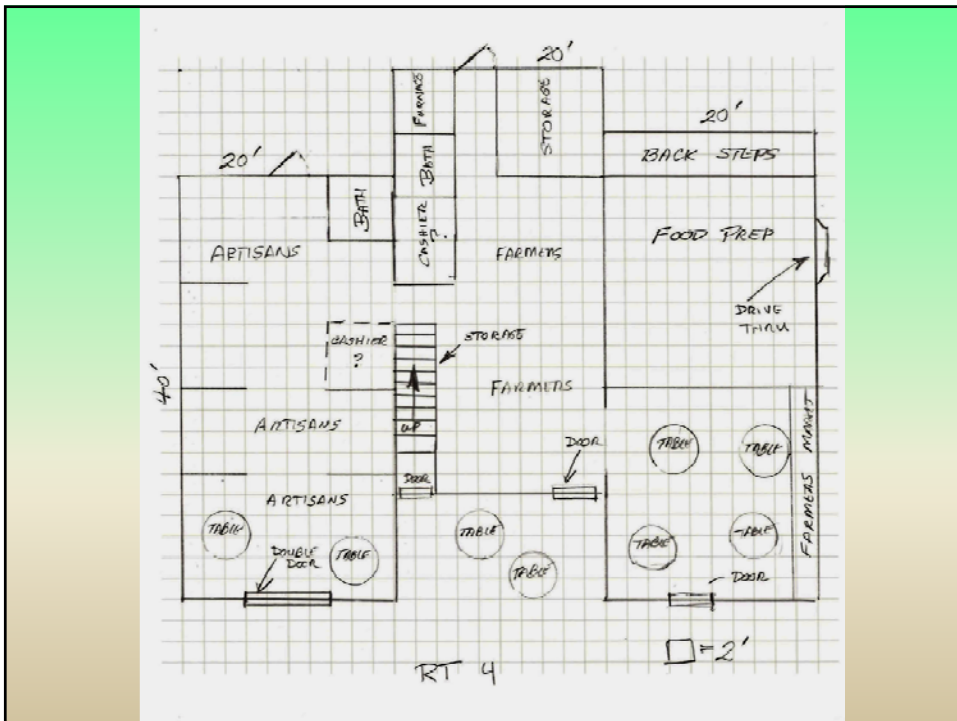 20'
20'
20'
FURNACE
STORAGE
BACK STEPS
BATH
BATH
CASHIER
?
ARTISANS
FARMERS
FOOD PREP
DRIVE
THRU
CASHIER
?
STORAGE
40'
UP
FARMERS
ARTISANS
DOOR
DOOR
TABLE
TABLE
FARMERS MARKET
ARTISANS
TABLE
TABLE
TABLE
TABLE
TABLE
TABLE
DOUBLE
DOOR
DOOR
= 2'
RT 4